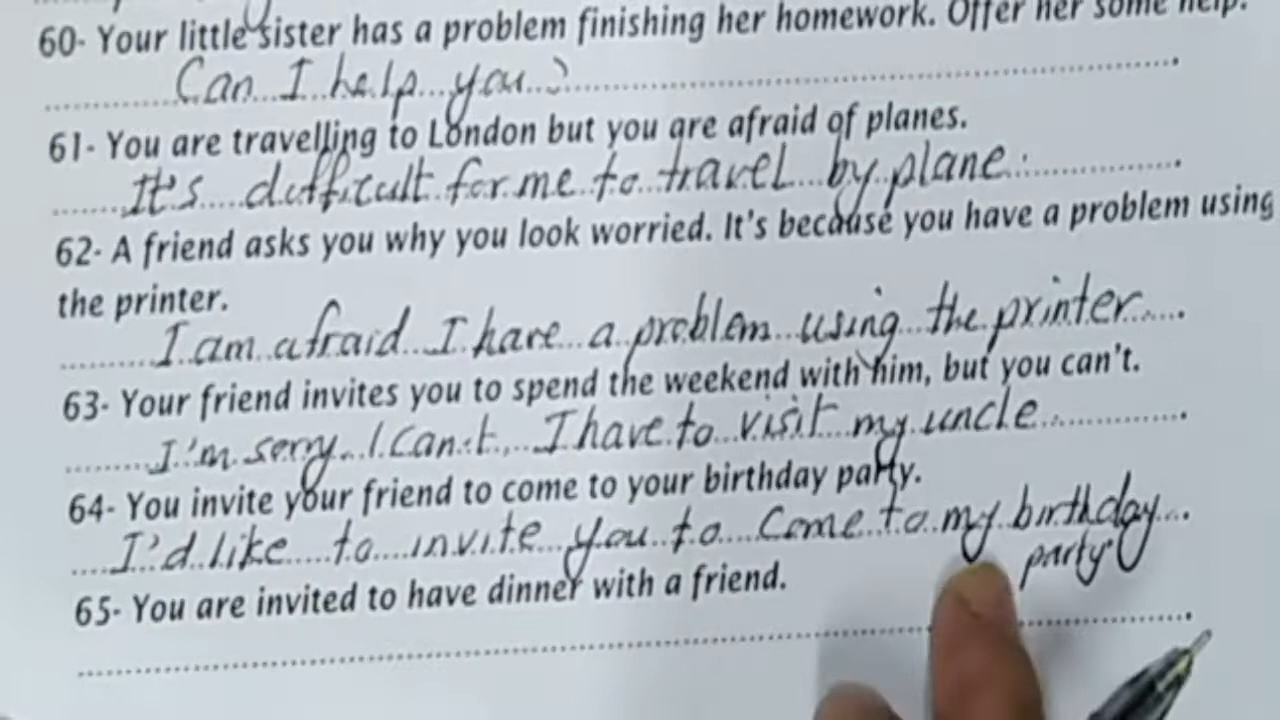 60- Your little sister has a problem finishing her homework. Offer her some help.
Can I help you?
61- You are travelling to London but you are afraid of planes.
It's difficult for me to travel by plane.
62- A friend asks you why you look worried. It's because you have a problem using
the printer.
I am afraid I have a problem using the printer
63- Your friend invites you to spend the weekend with him, but you can't.
I'm sorry I can't, I have to visit my uncle
64- You invite your friend to come to your birthday party.
I'd like to invite you to come to my birthday
party
65- You are invited to have dinner with a friend.